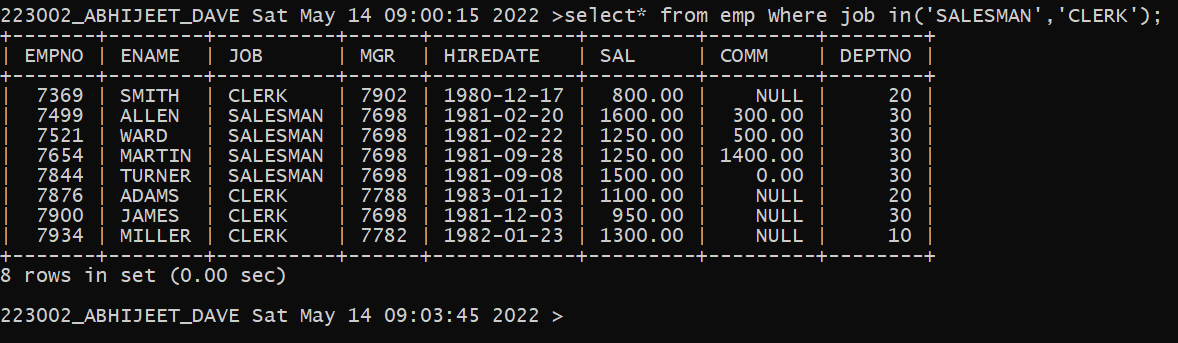 223002_ABHIJEET_DAVE Sat May 14 09:00:15 2022 >select* from emp Where job in('SALESMAN','CLERK');
+-------+--------+----------+------+------------+---------+---------+--------+
| EMPNO | ENAME  | JOB      | MGR  | HIREDATE   | SAL     | COMM    | DEPTNO |
+-------+--------+----------+------+------------+---------+---------+--------+
|  7369 | SMITH  | CLERK    | 7902 | 1980-12-17 |  800.00 |    NULL |     20 |
|  7499 | ALLEN  | SALESMAN | 7698 | 1981-02-20 | 1600.00 |  300.00 |     30 |
|  7521 | WARD   | SALESMAN | 7698 | 1981-02-22 | 1250.00 |  500.00 |     30 |
|  7654 | MARTIN | SALESMAN | 7698 | 1981-09-28 | 1250.00 | 1400.00 |     30 |
|  7844 | TURNER | SALESMAN | 7698 | 1981-09-08 | 1500.00 |    0.00 |     30 |
|  7876 | ADAMS  | CLERK    | 7788 | 1983-01-12 | 1100.00 |    NULL |     20 |
|  7900 | JAMES  | CLERK    | 7698 | 1981-12-03 |  950.00 |    NULL |     30 |
|  7934 | MILLER | CLERK    | 7782 | 1982-01-23 | 1300.00 |    NULL |     10 |
+-------+--------+----------+------+------------+---------+---------+--------+
8 rows in set (0.00 sec)
223002_ABHIJEET_DAVE Sat May 14 09:03:45 2022 >